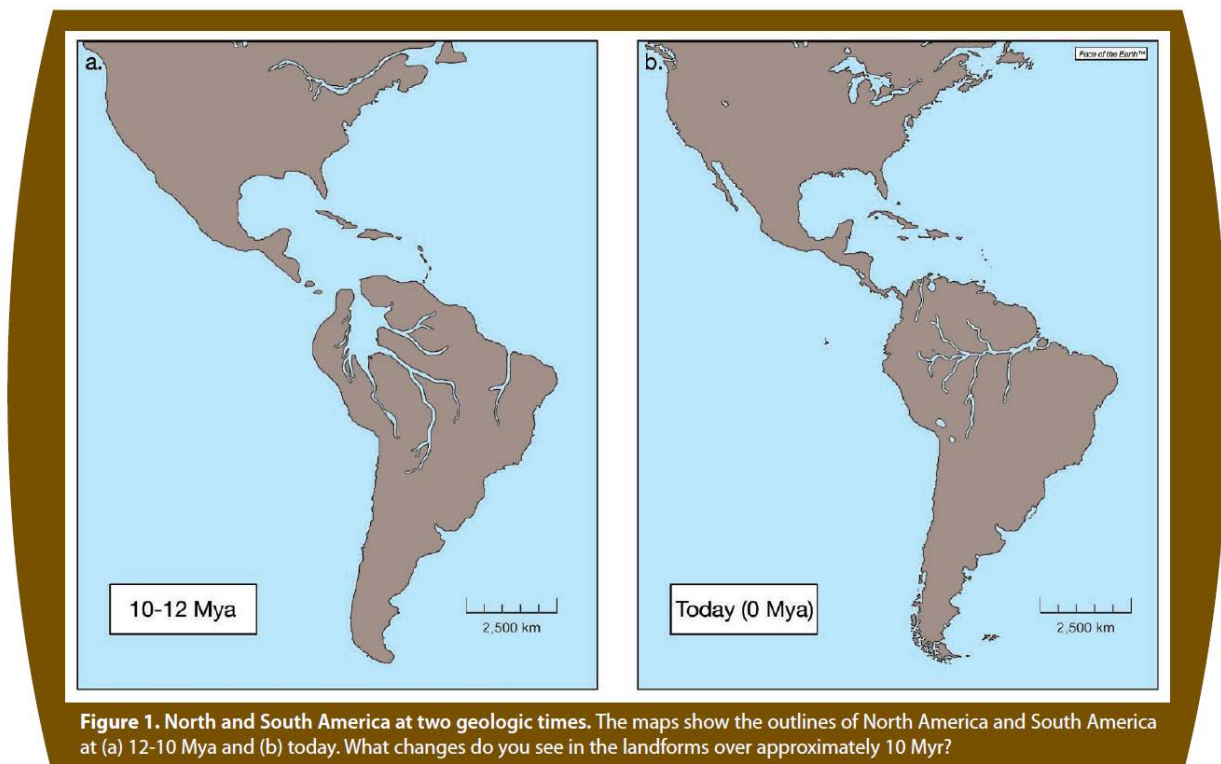 a.
10-12 Mya
2,500 km
b.
Face of the Earth™
Today (0 Mya)
2,500 km
Figure 1. North and South America at two geologic times. The maps show the outlines of North America and South America
at (a) 12-10 Mya and (b) today. What changes do you see in the landforms over approximately 10 Myr?